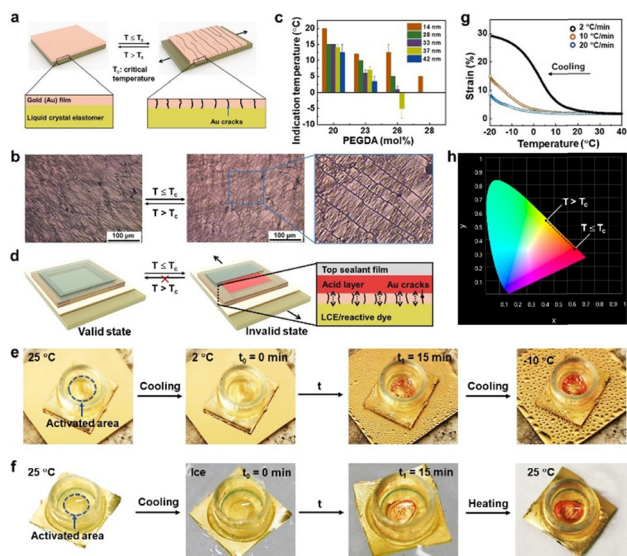 a
T ≤ Tc
T > Tc
Tc: critical
temperature
Gold (Au) film
Liquid crystal elastomer
Au cracks
c
Indication temperature (°C)
20
15
10
5
0
-5
-10
-15
14 nm
28 nm
33 nm
37 nm
42 nm
20 23 26 28
PEGDA (mol%)
g
Strain (%)
40
30
20
10
0
2 °C/min
10 °C/min
20 °C/min
Cooling
-20 -10 0 10 20 30 40
Temperature (°C)
b
100 μm
T ≤ Tc
T > Tc
100 μm
h
y
1
0.9
0.8
0.7
0.6
0.5
0.4
0.3
0.2
0.1
T > Tc
T ≤ Tc
0.1 0.2 0.3 0.4 0.5 0.6 0.7 0.8 0.9 1
x
d
T ≤ Tc
T > Tc
Valid state
Invalid state
Top sealant film
Acid layer
Au cracks
LCE/reactive dye
e
25 °C
Activated area
Cooling
2 °C
t0 = 0 min
t
t1 = 15 min
Cooling
-10 °C
f
25 °C
Activated area
Cooling
Ice
t0 = 0 min
t
t1 = 15 min
Heating
25 °C